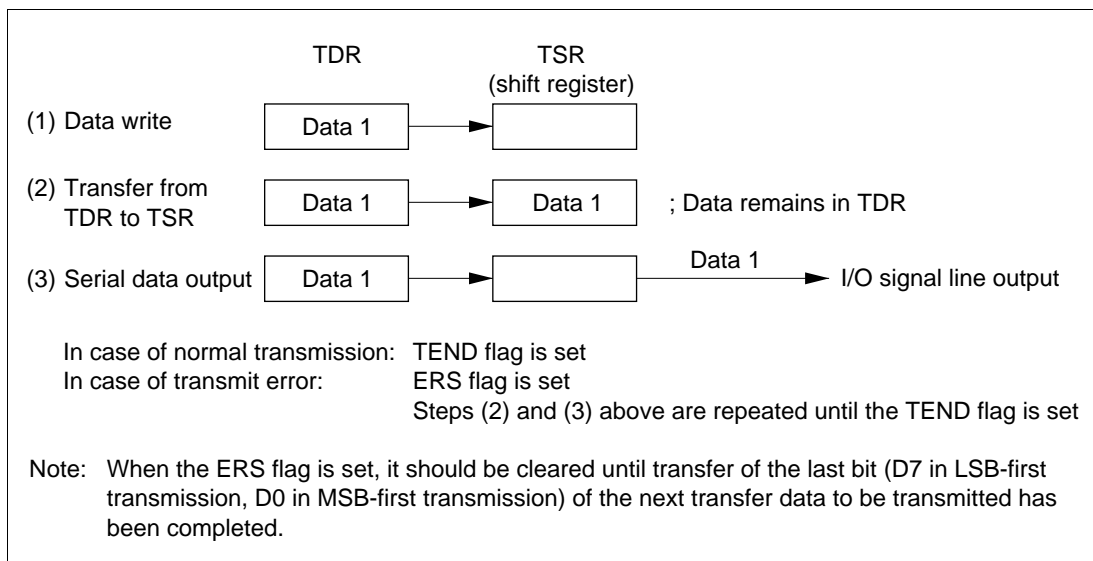 TDR TSR
(shift register)
(1) Data write Data 1
(2) Transfer from
TDR to TSR Data 1 Data 1 ; Data remains in TDR
(3) Serial data output Data 1 Data 1 I/O signal line output
In case of normal transmission: TEND flag is set
In case of transmit error: ERS flag is set
Steps (2) and (3) above are repeated until the TEND flag is set
Note: When the ERS flag is set, it should be cleared until transfer of the last bit (D7 in LSB-first
transmission, D0 in MSB-first transmission) of the next transfer data to be transmitted has
been completed.